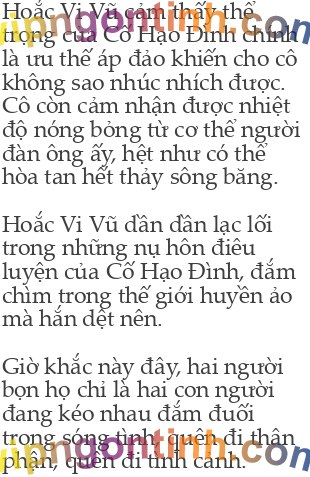 Hoắc Vi Vũ cảm thấy thể
trọng của Cố Hạo Đình chính
là ưu thế áp đảo khiến cho cô
không sao nhúc nhích được.
Cô còn cảm nhận được nhiệt
độ nóng bỏng từ cơ thể người
đàn ông ấy, hệt như có thể
hòa tan hết thảy sông băng.
Hoắc Vi Vũ dần dần lạc lối
trong những nụ hôn điêu
luyện của Cố Hạo Đình, đắm
chìm trong thế giới huyền ảo
mà hắn dệt nên.
Giờ khắc này đây, hai người
bọn họ chỉ là hai con người
đang kéo nhau đắm đuối
trong sóng tình, quên đi thân
phận, quên đi tình cảnh.
vipngontinh.com
vipngontinh.com